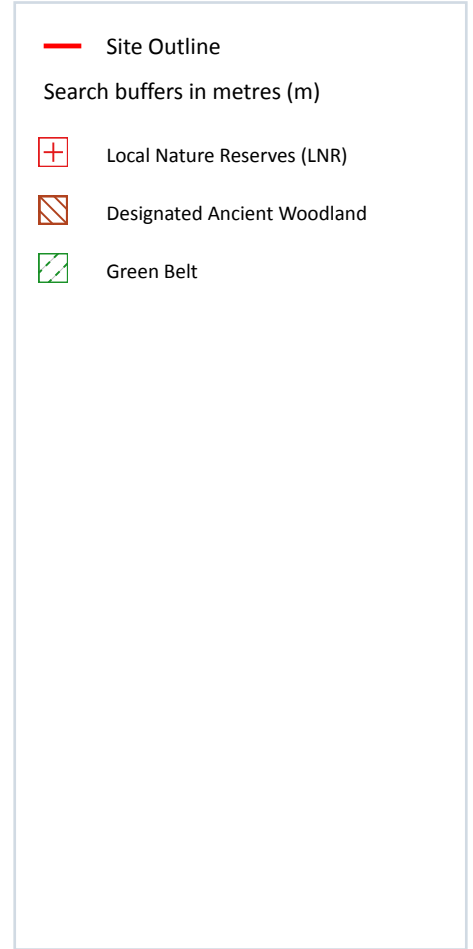 Site Outline
Search buffers in metres (m)
Local Nature Reserves (LNR)
Designated Ancient Woodland
Green Belt